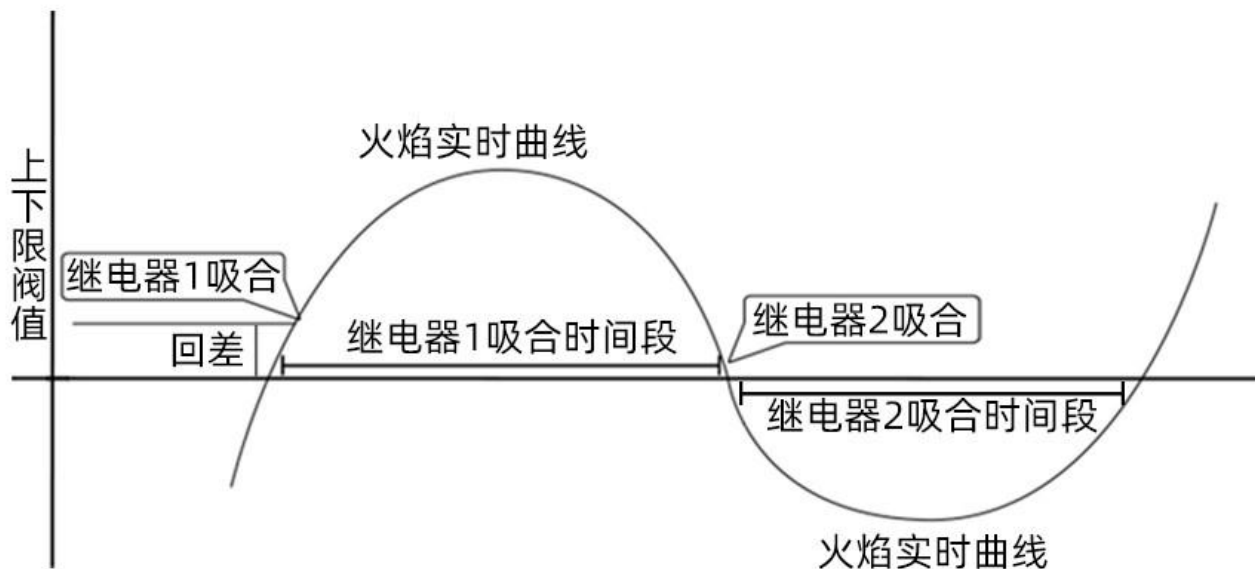 火焰实时曲线
上下限阀值
继电器1吸合
继电器2吸合
回差
继电器1吸合时间段
继电器2吸合时间段
火焰实时曲线